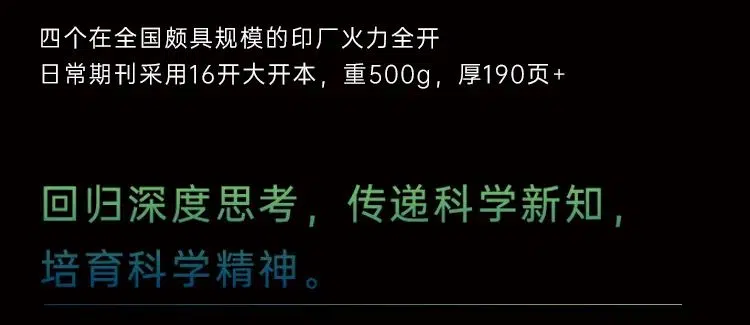 四个在全国颇具规模的印厂火力全开
日常期刊采用16开大开本，重500g，厚190页+
回归深度思考，传递科学新知，
培育科学精神。